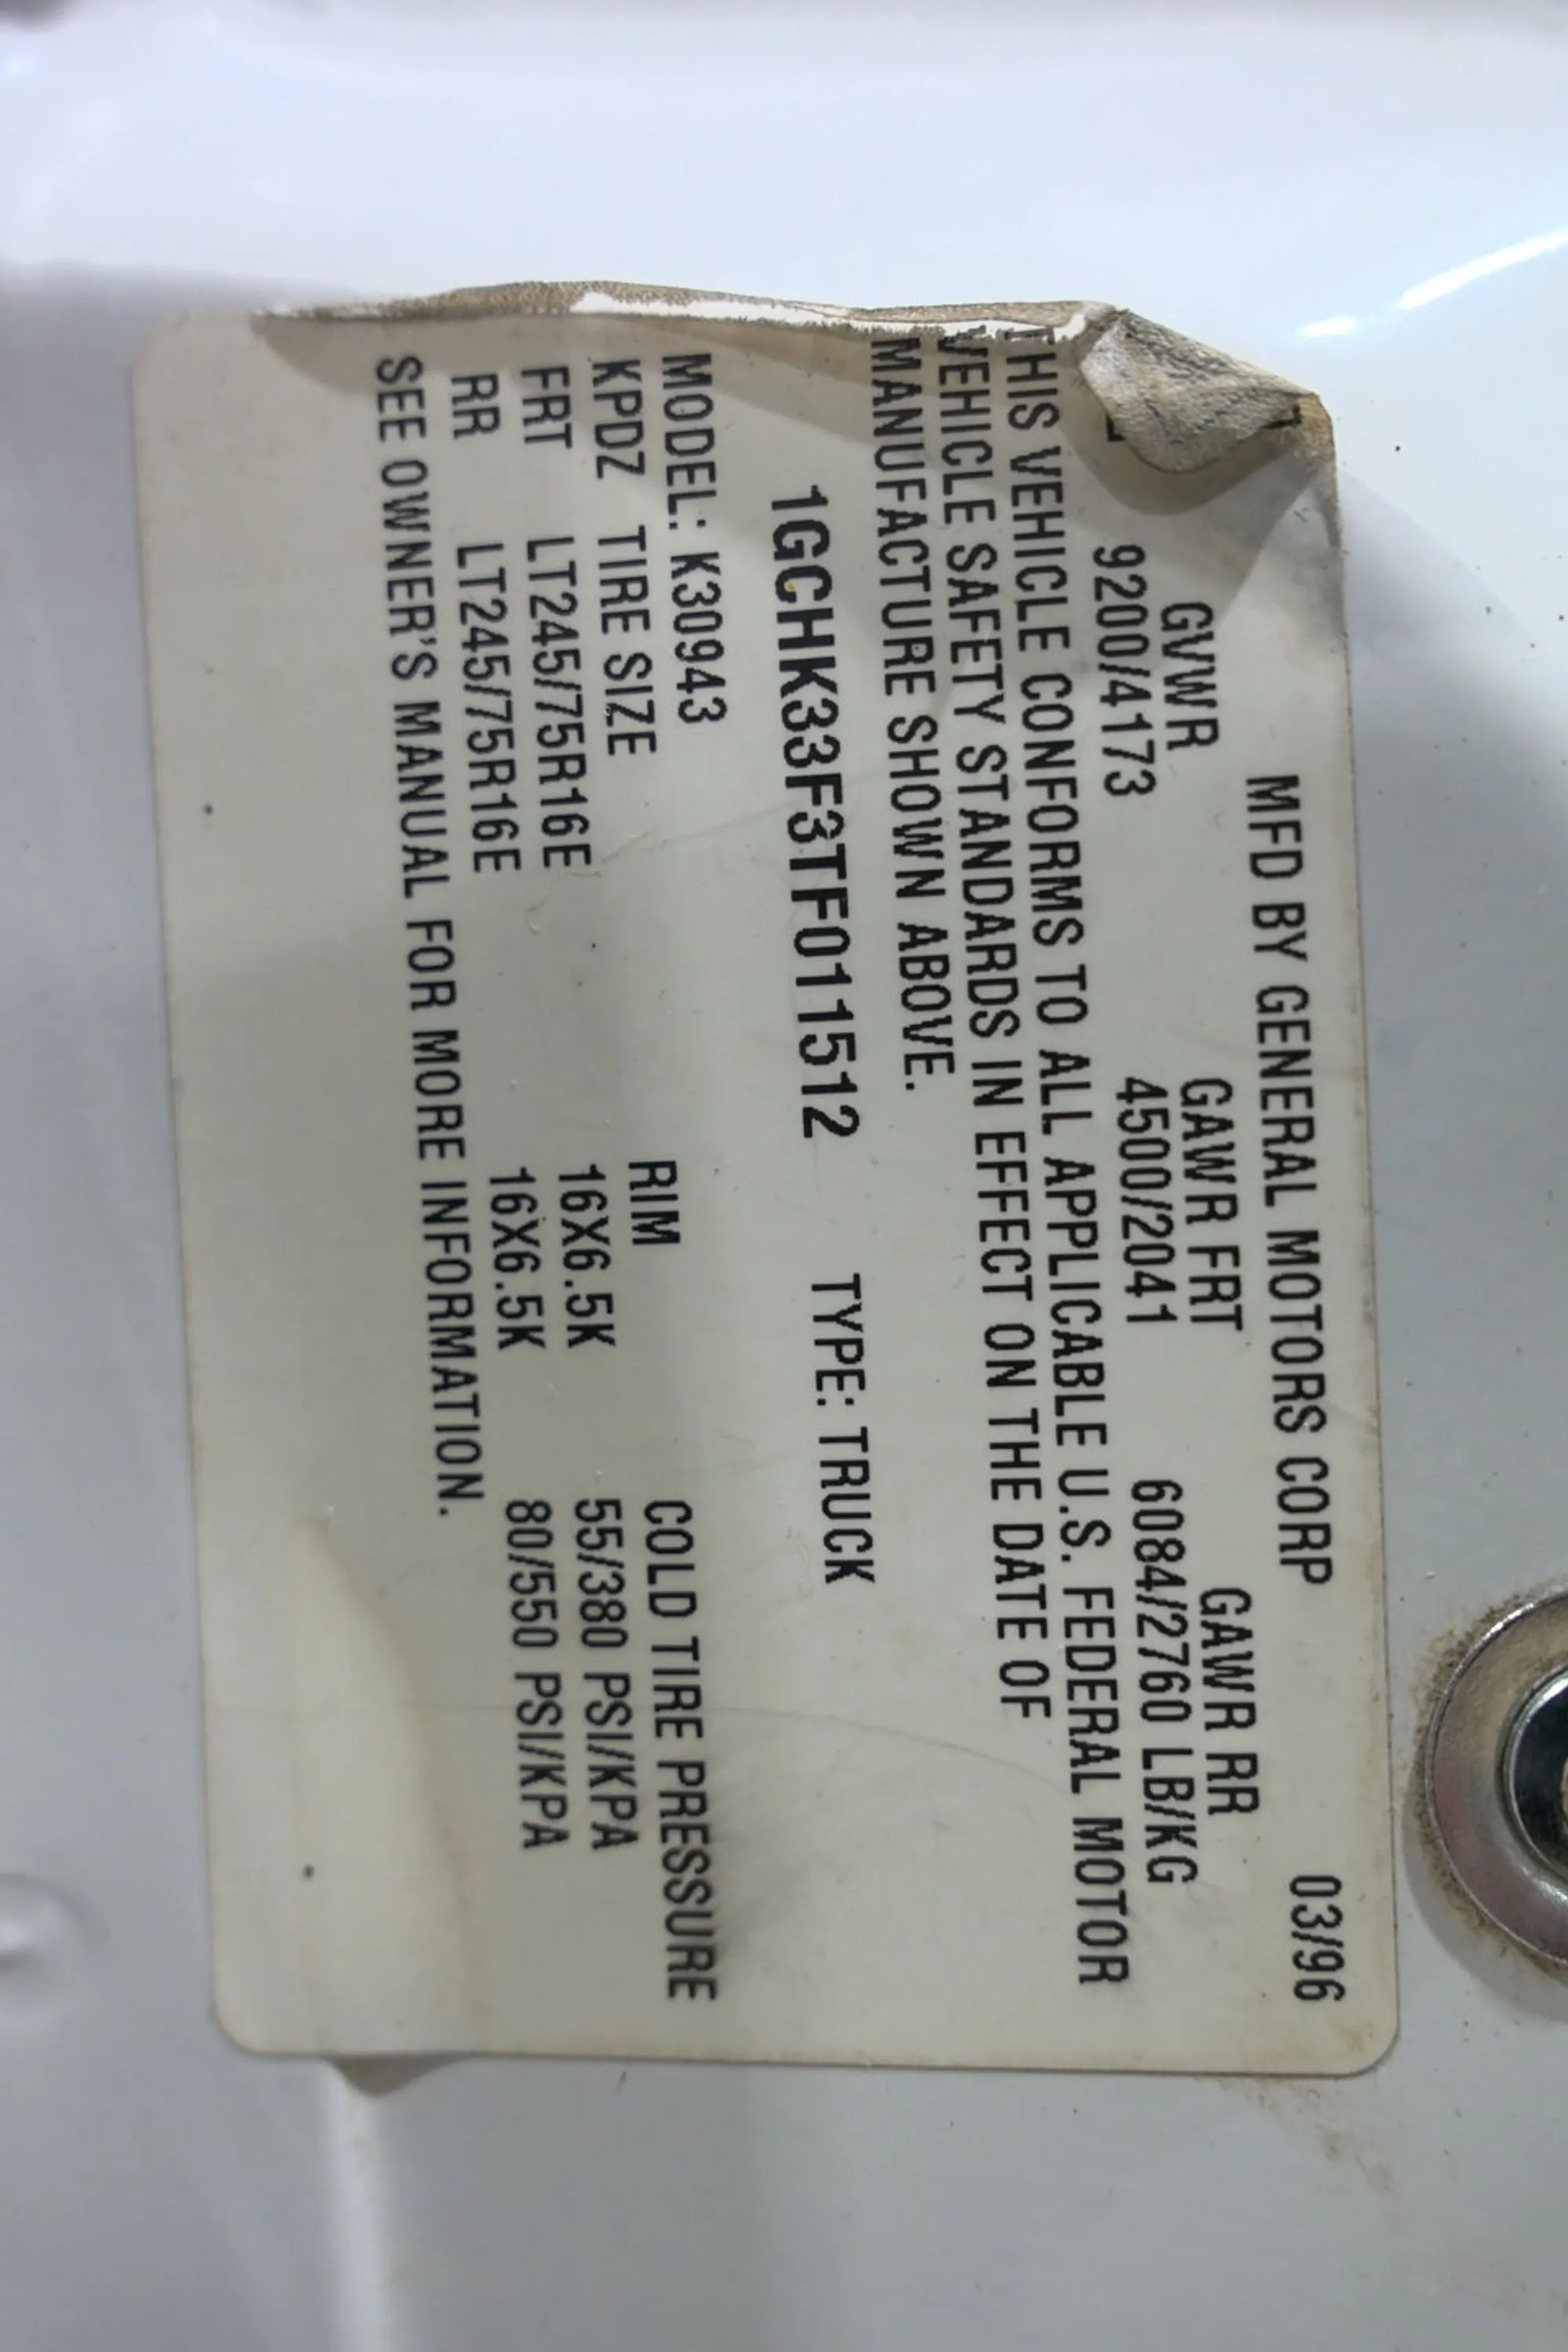 MFD BY GENERAL MOTORS CORP 03/96
GVWR GAWR FRT GAWR RR
9200/4173 4500/2041 6084/2760 LB/KG
THIS VEHICLE CONFORMS TO ALL APPLICABLE U.S. FEDERAL MOTOR
VEHICLE SAFETY STANDARDS IN EFFECT ON THE DATE OF
MANUFACTURE SHOWN ABOVE.
1GCHK33F3TF011512 TYPE: TRUCK
MODEL: K30943
KPDZ TIRE SIZE RIM COLD TIRE PRESSURE
FRT LT245/75R16E 16X6.5K 55/380 PSI/KPA
RR LT245/75R16E 16X6.5K 80/550 PSI/KPA
SEE OWNER'S MANUAL FOR MORE INFORMATION.